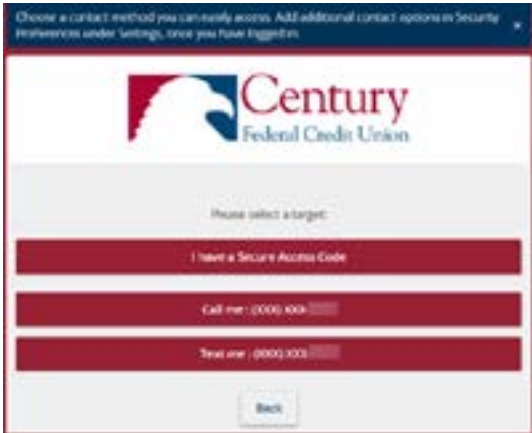 Choose a contact method you can easily access. Add additional contact options in Security
Preferences under Settings, once you have logged in.
×
Century
Federal Credit Union
Please select a target:
I have a Secure Access Code
Call me : (XXX) XXX-
Text me : (XXX) XXX-
Back